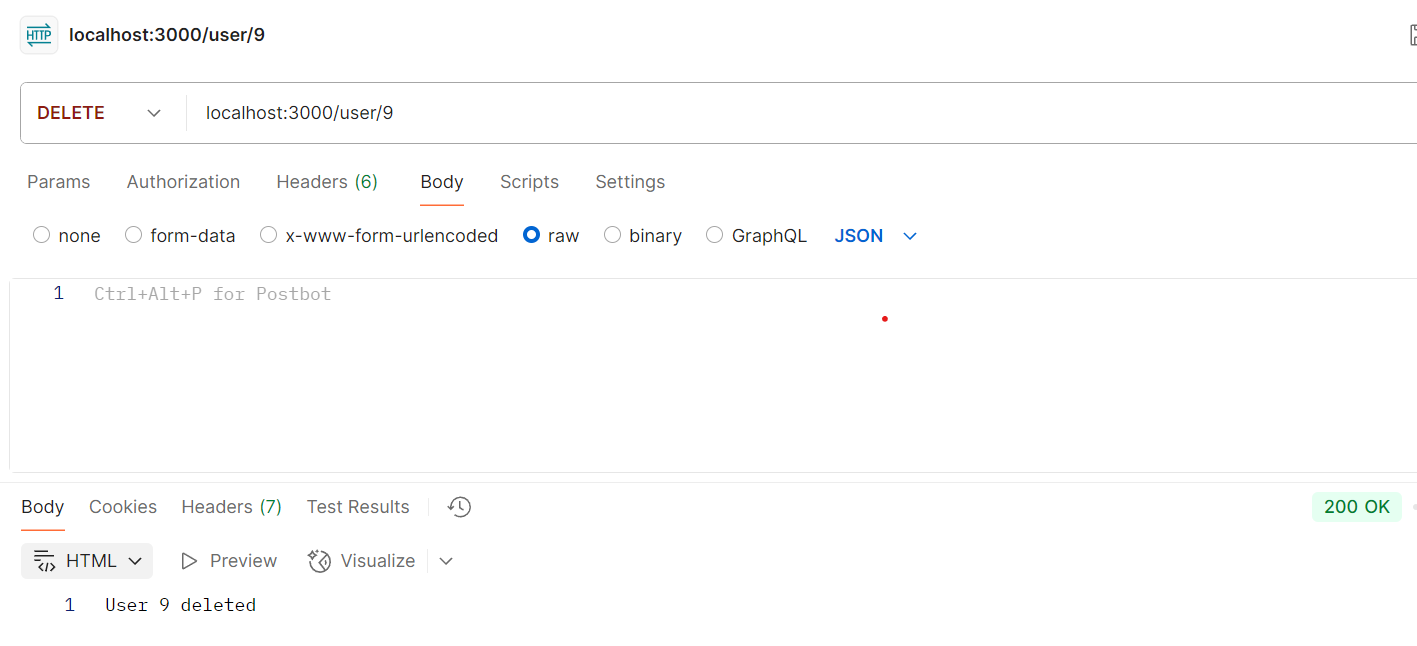 HTTP localhost:3000/user/9
DELETE localhost:3000/user/9
Params Authorization Headers (6) Body Scripts Settings
none form-data x-www-form-urlencoded raw binary GraphQL JSON
1 Ctrl+Alt+P for Postbot
Body Cookies Headers (7) Test Results 200 OK
HTML Preview Visualize
1 User 9 deleted